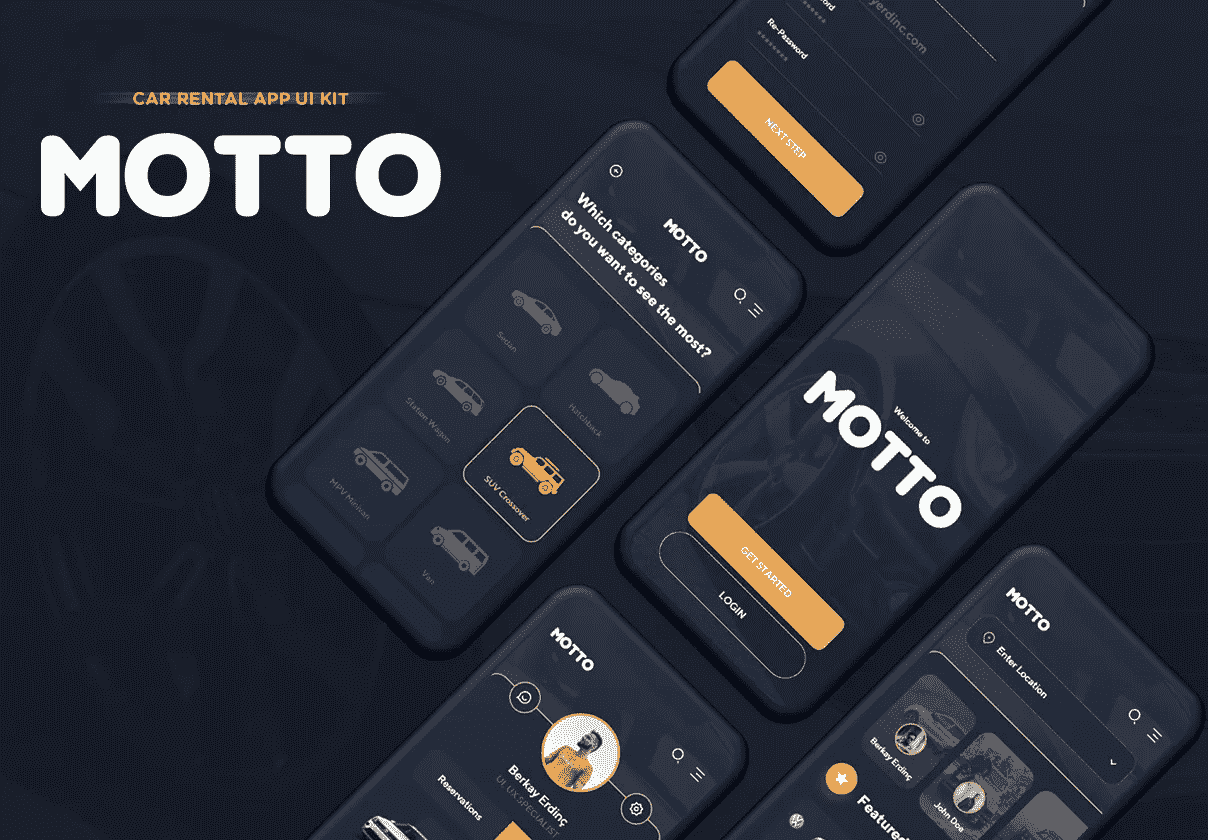 CAR RENTAL APP UI KIT
MOTTO
Re-Password
NEXT STEP
MOTTO
Which categories
do you want to see the most?
Sedan
Hatchback
Station Wagon
SUV Crossover
MPV Minivan
Van
Welcome to
MOTTO
GET STARTED
LOGIN
MOTTO
Berkay Erdinç
UI, UX SPECIALIST
Reservations
MOTTO
Enter Location
Berkay Erdinç
John Doe
Featured